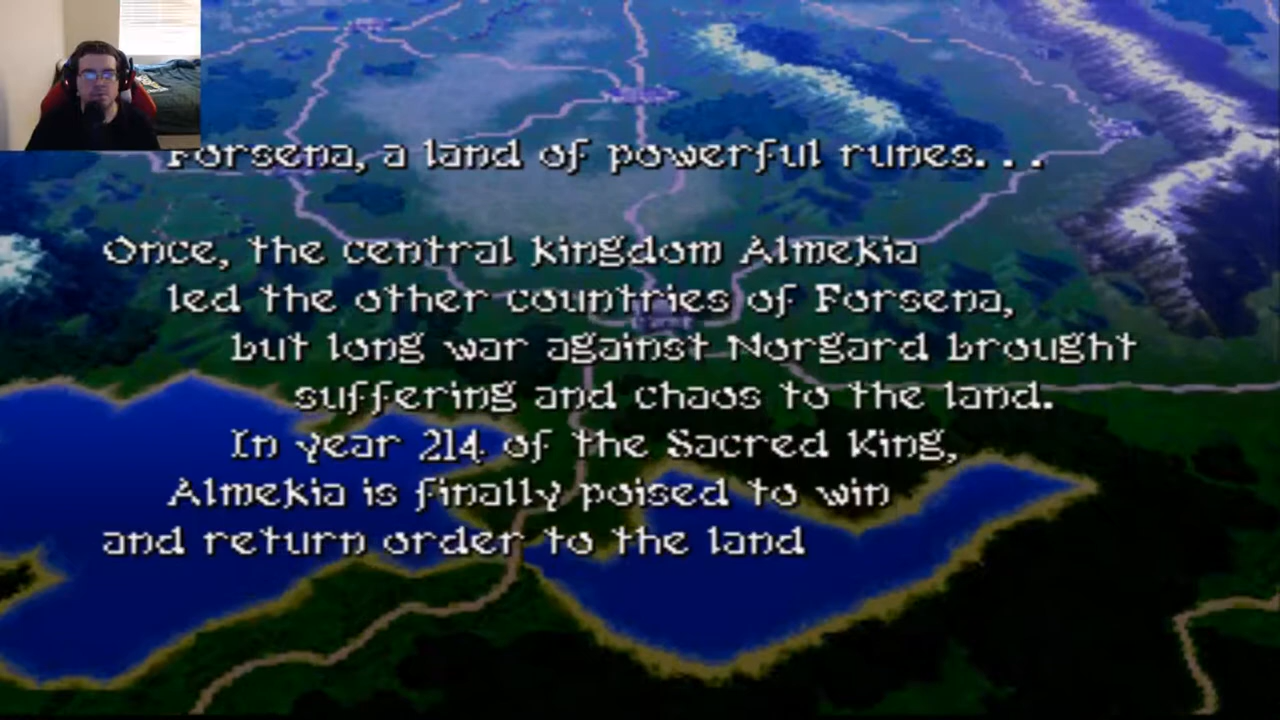 Forsena, a land of powerful runes. . .
Once, the central kingdom Almekia
led the other countries of Forsena,
but long war against Norgard brought
suffering and chaos to the land.
In year 214 of the Sacred King,
Almekia is finally poised to win
and return order to the land